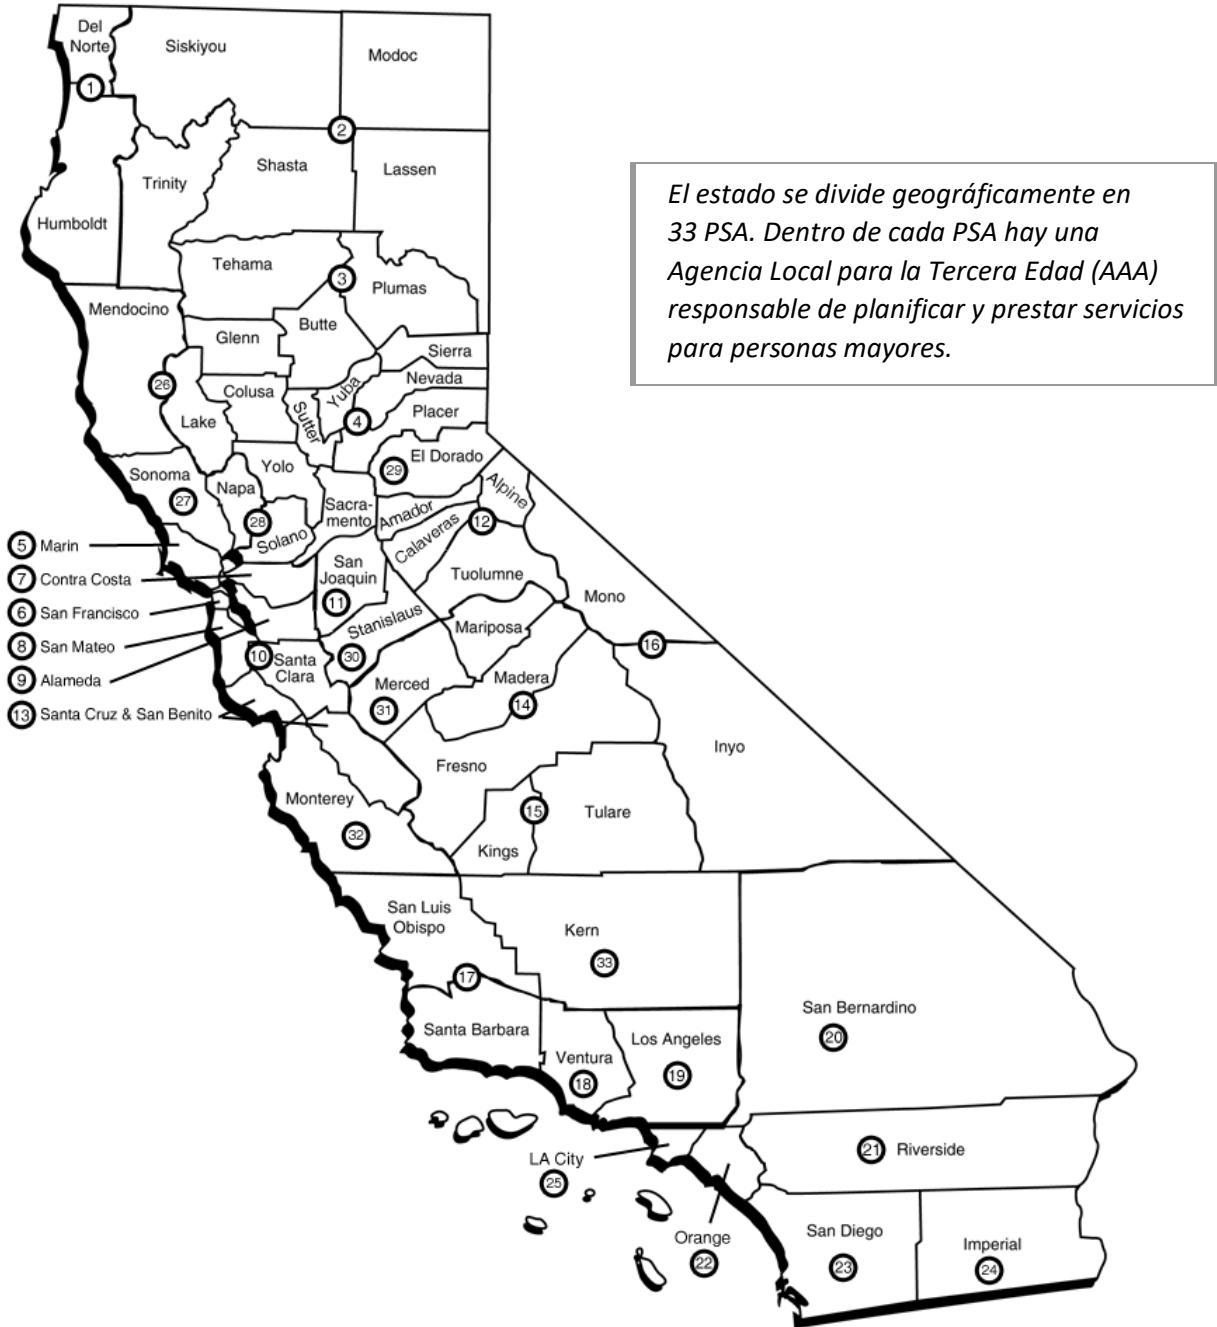 Del
Norte
Siskiyou
Modoc
1
2
Shasta
Lassen
Trinity
Humboldt
El estado se divide geográficamente en
33 PSA. Dentro de cada PSA hay una
Agencia Local para la Tercera Edad (AAA)
responsable de planificar y prestar servicios
para personas mayores.
Tehama
3
Plumas
Mendocino
Butte
Glenn
Sierra
26
Colusa
Yuba
Nevada
Sutter
Placer
Lake
4
El Dorado
29
Sonoma
Yolo
Napa
27
Sacra-
mento
Amador
Alpine
28
Solano
Calaveras
12
5 Marin
San
Joaquin
Tuolumne
7 Contra Costa
11
Mono
6 San Francisco
Stanislaus
Mariposa
8 San Mateo
10
Santa
Clara
30
16
9 Alameda
Merced
Madera
31
14
13 Santa Cruz & San Benito
Inyo
Fresno
Monterey
15
Tulare
32
Kings
San Luis
Obispo
Kern
33
17
San Bernardino
20
Santa Barbara
Los Angeles
19
Ventura
18
21 Riverside
LA City
25
Orange
22
San Diego
23
Imperial
24